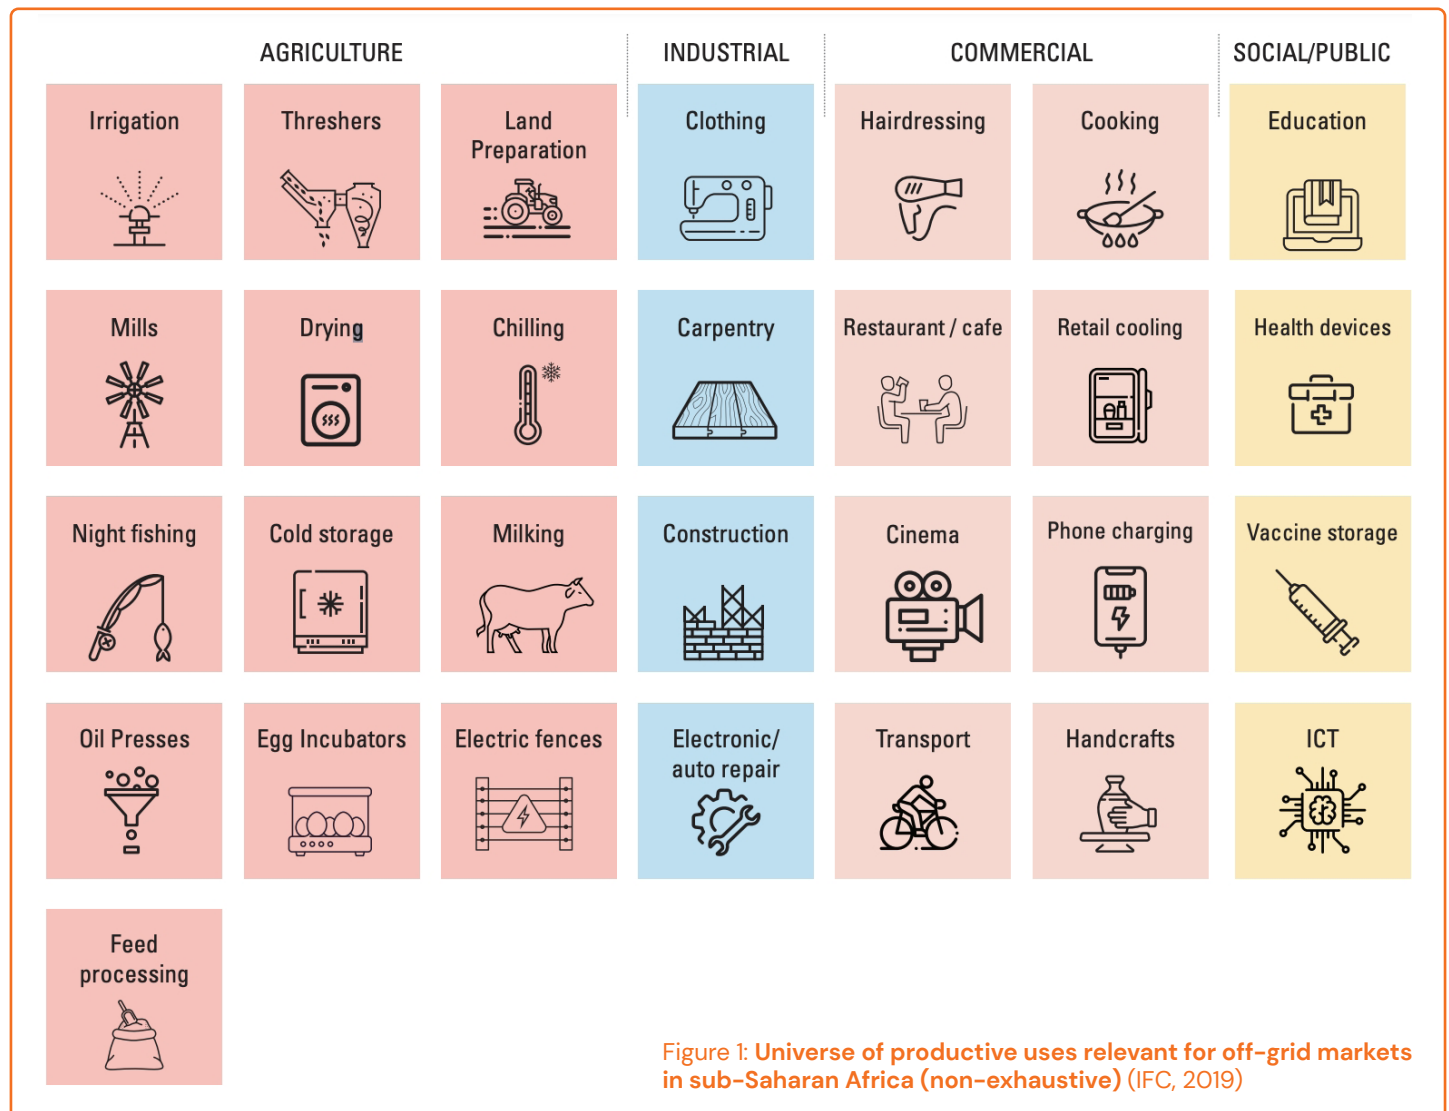 AGRICULTURE
INDUSTRIAL
COMMERCIAL
SOCIAL/PUBLIC
Irrigation
Threshers
Land
Preparation
Clothing
Hairdressing
Cooking
Education
Mills
Drying
Chilling
Carpentry
Restaurant / cafe
Retail cooling
Health devices
Night fishing
Cold storage
Milking
Construction
Cinema
Phone charging
Vaccine storage
Oil Presses
Egg Incubators
Electric fences
Electronic/
auto repair
Transport
Handcrafts
ICT
Feed
processing
Figure 1: Universe of productive uses relevant for off-grid markets
in sub-Saharan Africa (non-exhaustive) (IFC, 2019)